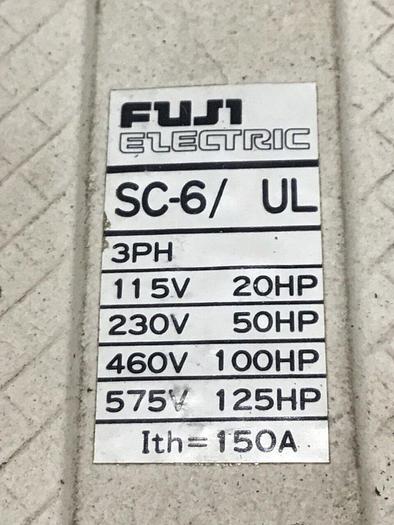 FUJI
ELECTRIC
SC-6/ UL
3PH
115V 20HP
230V 50HP
460V 100HP
575V 125HP
Ith=150A